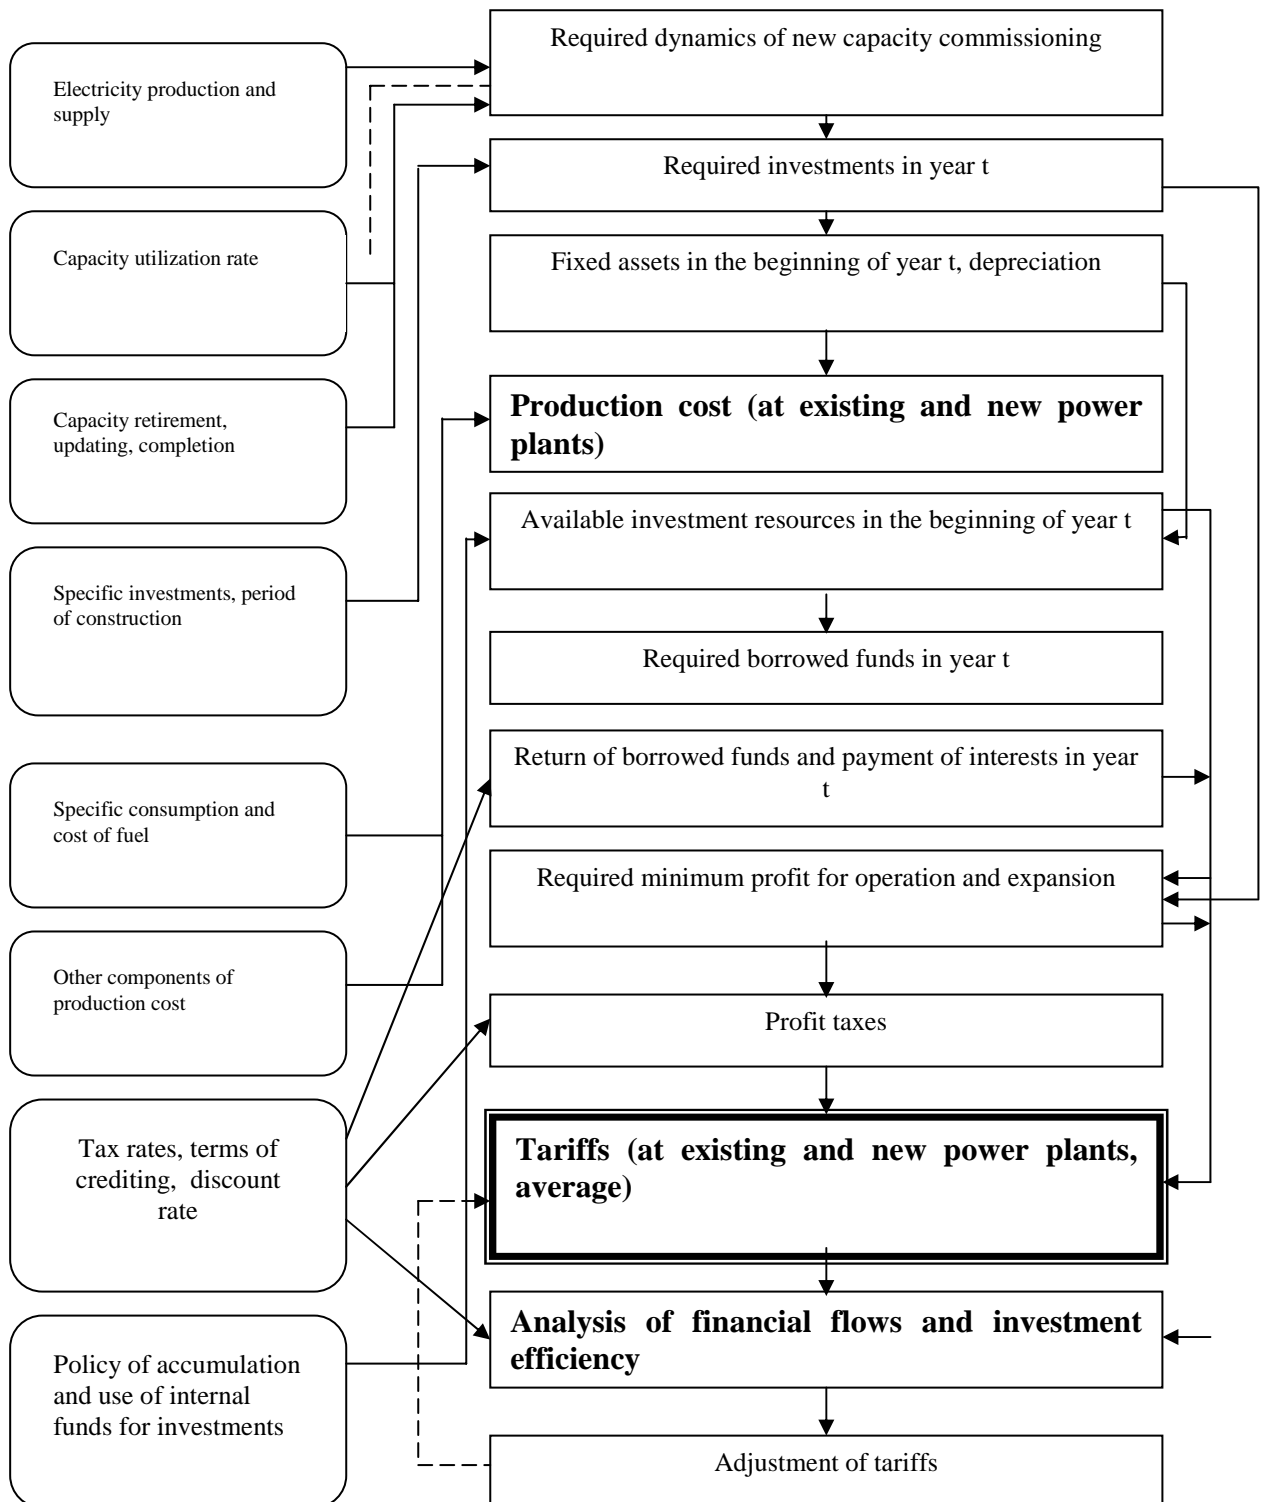 Required dynamics of new capacity commissioning
Electricity production and
supply
Required investments in year t
Capacity utilization rate
Fixed assets in the beginning of year t, depreciation
Capacity retirement,
updating, completion
Production cost (at existing and new power
plants)
Available investment resources in the beginning of year t
Specific investments, period
of construction
Required borrowed funds in year t
Return of borrowed funds and payment of interests in year
t
Specific consumption and
cost of fuel
Required minimum profit for operation and expansion
Other components of
production cost
Profit taxes
Tax rates, terms of
crediting, discount
rate
Tariffs (at existing and new power plants,
average)
Analysis of financial flows and investment
efficiency
Policy of accumulation
and use of internal
funds for investments
Adjustment of tariffs